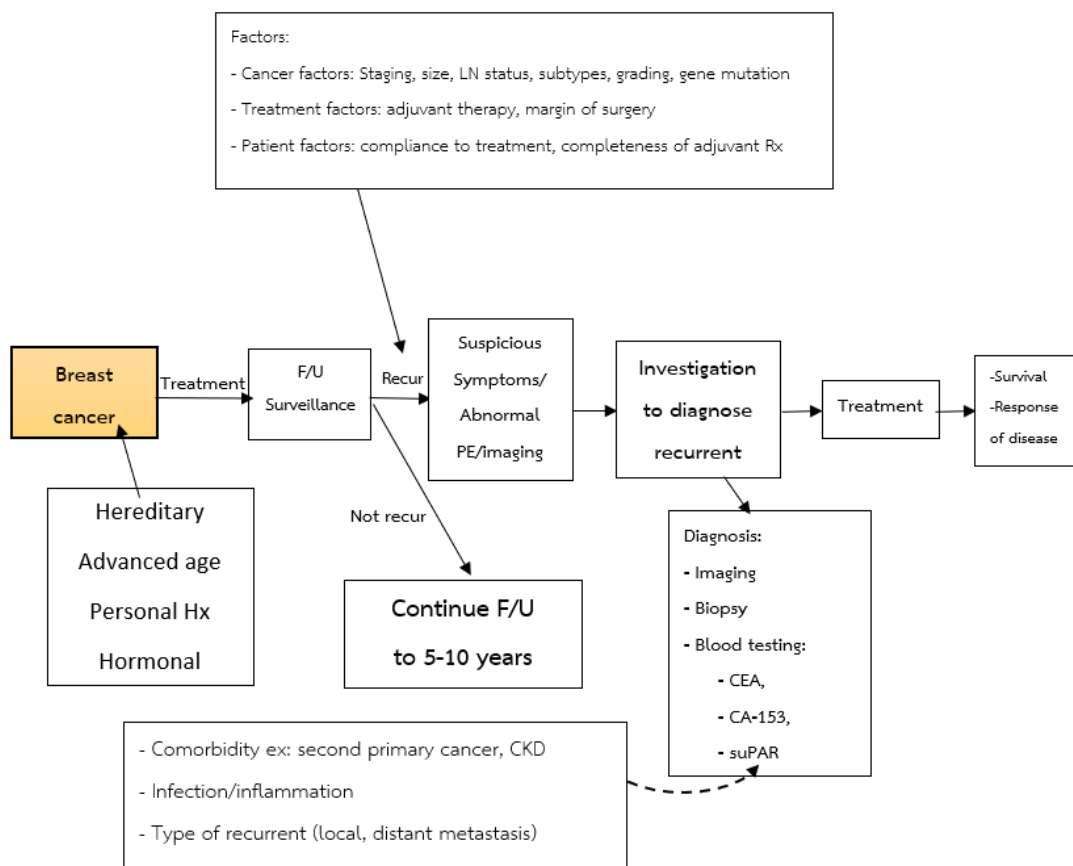 Factors:
- Cancer factors: Staging, size, LN status, subtypes, grading, gene mutation
- Treatment factors: adjuvant therapy, margin of surgery
- Patient factors: compliance to treatment, completeness of adjuvant Rx
Breast
cancer
Treatment
F/U
Surveillance
Recur
Suspicious
Symptoms/
Abnormal
PE/imaging
Investigation
to diagnose
recurrent
Treatment
-Survival
-Response
of disease
Hereditary
Advanced age
Personal Hx
Hormonal
Not recur
Continue F/U
to 5-10 years
Diagnosis:
- Imaging
- Biopsy
- Blood testing:
- CEA,
- CA-153,
- suPAR
- Comorbidity ex: second primary cancer, CKD
- Infection/inflammation
- Type of recurrent (local, distant metastasis)